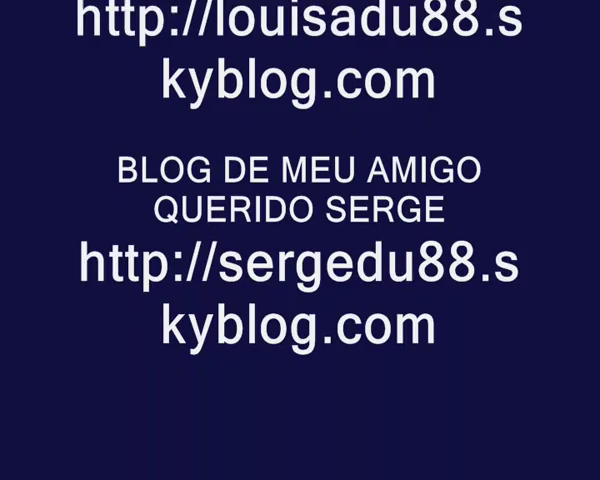 http://louisadu88.s
kyblog.com
BLOG DE MEU AMIGO
QUERIDO SERGE
http://sergedu88.s
kyblog.com